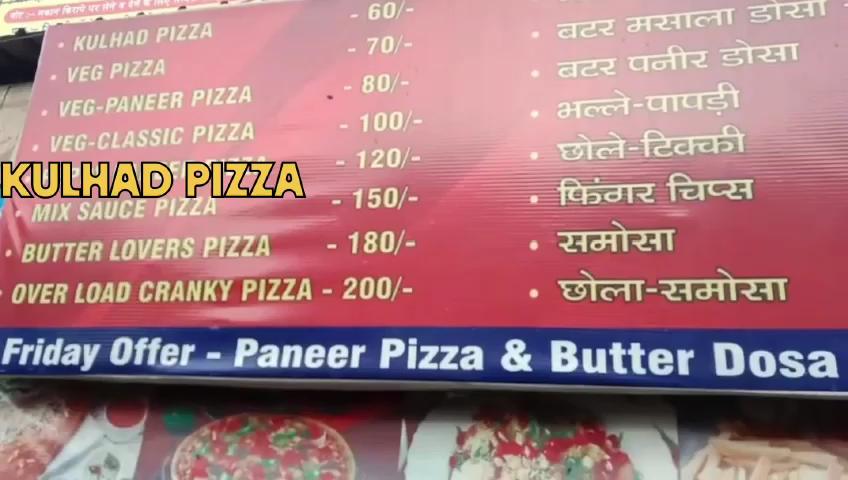 नोट :- मकान किराये पर लेने व देने के लिए
• KULHAD PIZZA - 60/-
• VEG PIZZA - 70/-
• VEG-PANEER PIZZA - 80/-
• VEG-CLASSIC PIZZA - 100/-
- 120/-
KULHAD PIZZA
• MIX SAUCE PIZZA - 150/-
• BUTTER LOVERS PIZZA - 180/-
• OVER LOAD CRANKY PIZZA - 200/-
• बटर मसाला डोसा
• बटर पनीर डोसा
• भल्ले-पापड़ी
• छोले-टिक्की
• फिंगर चिप्स
• समोसा
• छोला-समोसा
Friday Offer - Paneer Pizza & Butter Dosa